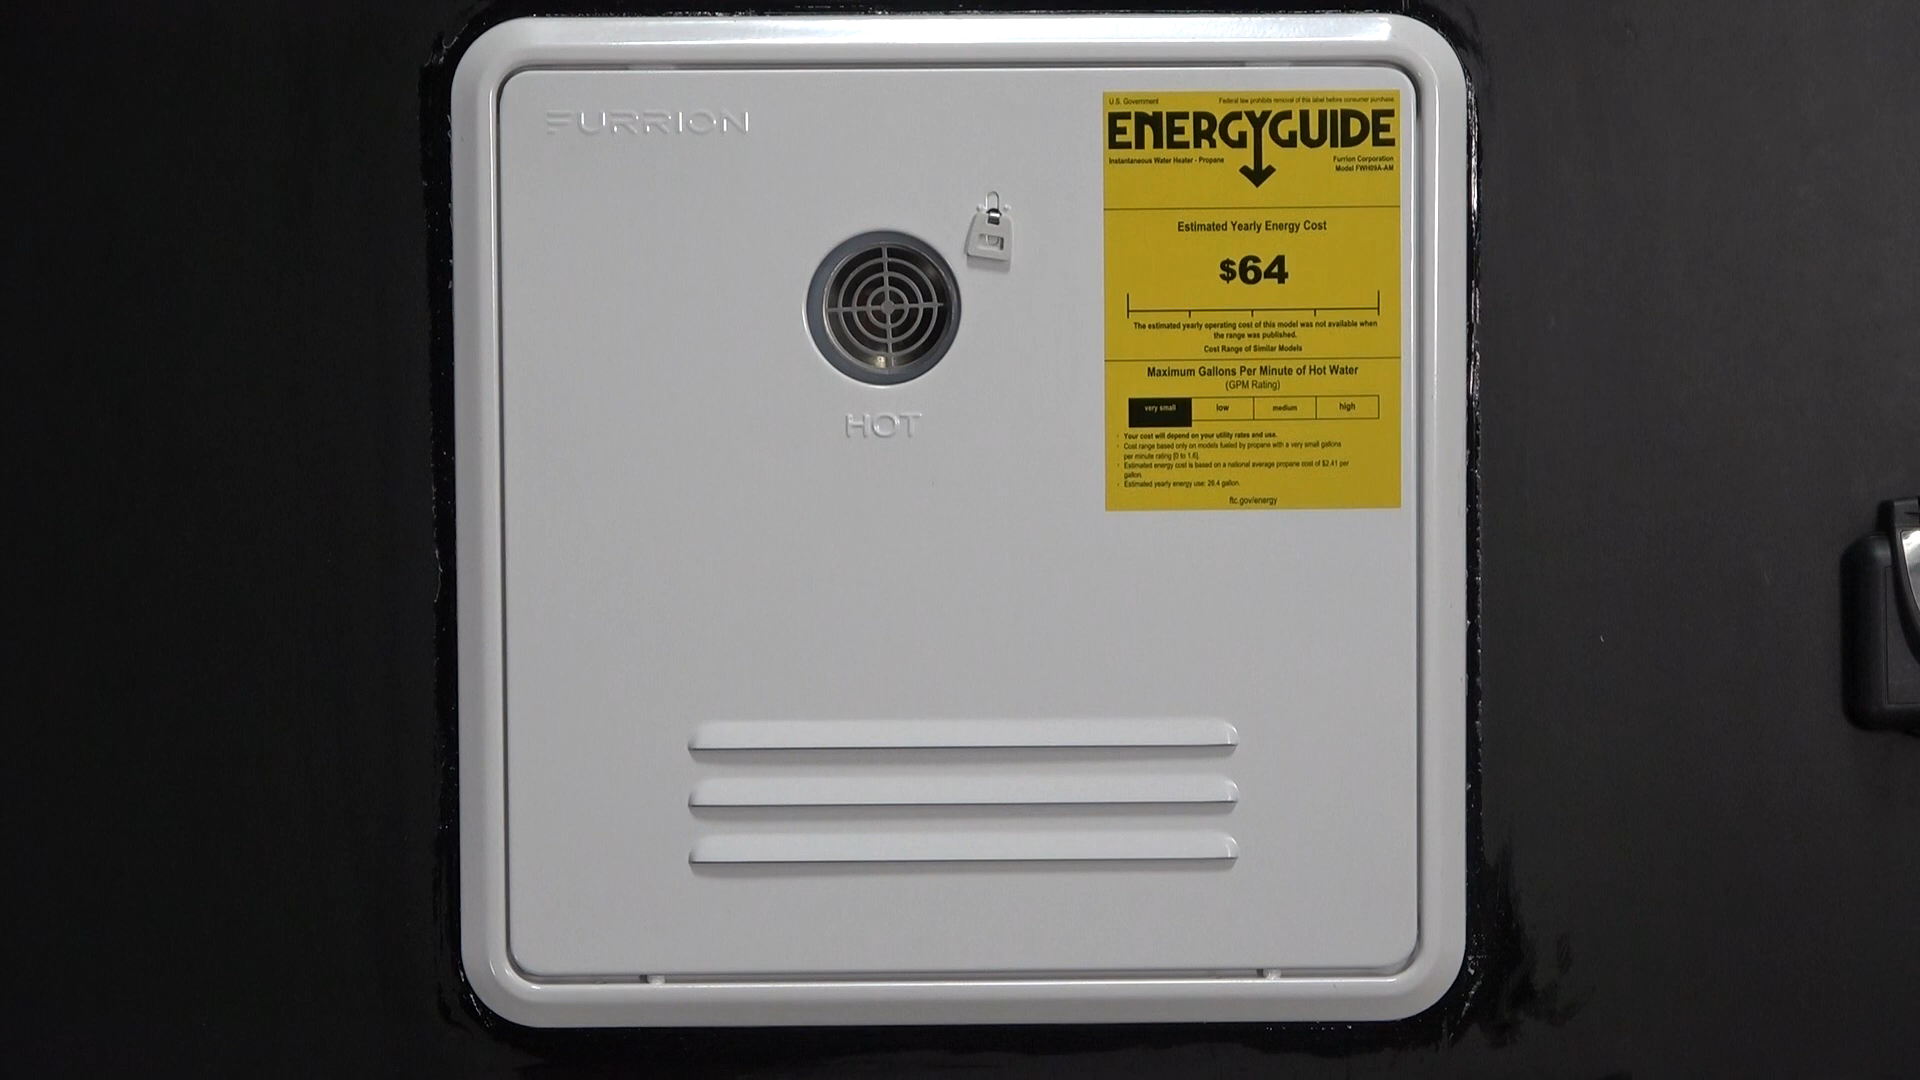 FURRION
HOT
U.S. Government
Federal law prohibits removal of this label before consumer purchase
ENERGYGUIDE
Instantaneous Water Heater - Propane
Furrion Corporation
Model FWH09A-AM
Estimated Yearly Energy Cost
$64
The estimated yearly operating cost of this model was not available when
the range was published.
Cost Range of Similar Models
Maximum Gallons Per Minute of Hot Water
(GPM Rating)
very small
low
medium
high
· Your cost will depend on your utility rates and use.
· Cost range based only on models fueled by propane with a very small gallons
per minute rating [0 to 1.6].
· Estimated energy cost is based on a national average propane cost of $2.41 per
gallon.
· Estimated yearly energy use: 26.4 gallon.
ftc.gov/energy